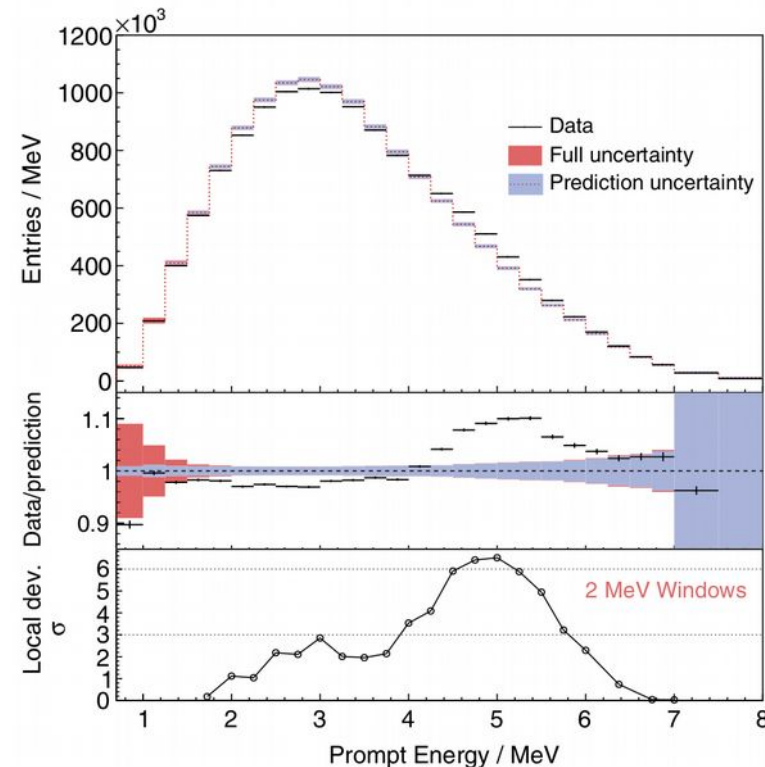 ×10³
1200
1000
800
600
400
200
0
Entries / MeV
Data
Full uncertainty
Prediction uncertainty
1.1
1
0.9
Data/prediction
6
5
4
3
2
1
0
Local dev.
σ
2 MeV Windows
1 2 3 4 5 6 7 8
Prompt Energy / MeV